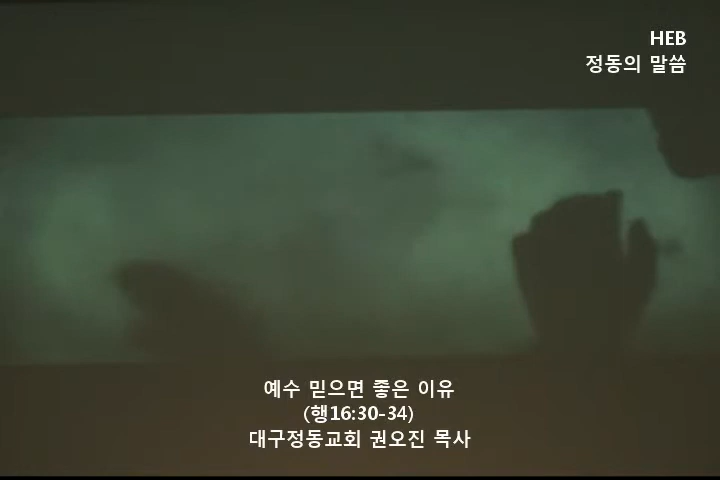 HEB
정동의 말씀
예수 믿으면 좋은 이유
(행16:30-34)
대구정동교회 권오진 목사